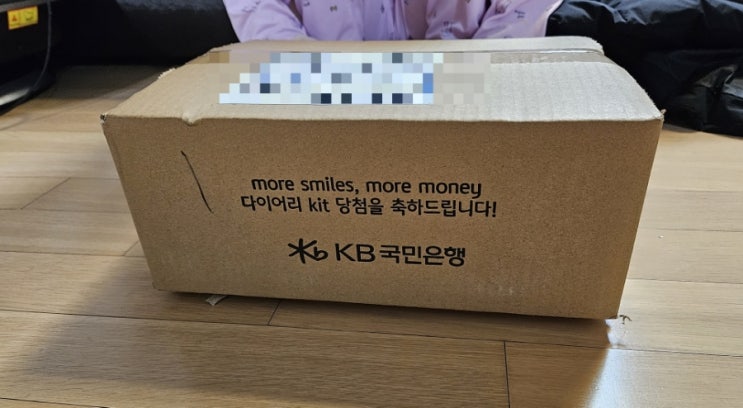 more smiles, more money
다이어리 kit 당첨을 축하드립니다!
Kb KB국민은행